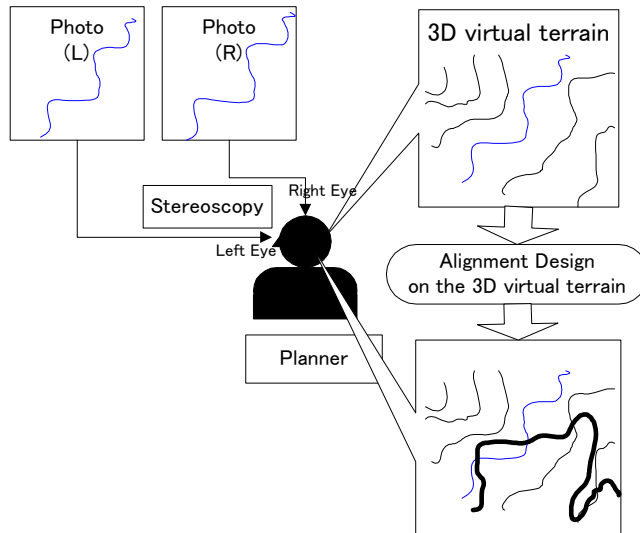 Photo
(L)
Photo
(R)
3D virtual terrain
Right Eye
Stereoscopy
Left Eye
Alignment Design
on the 3D virtual terrain
Planner